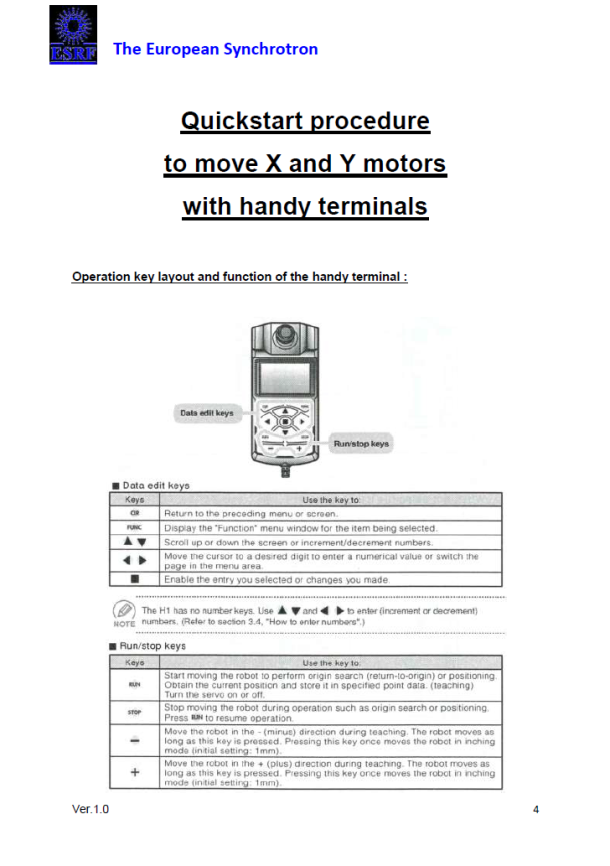 ESRF
The European Synchrotron
Quickstart procedure
to move X and Y motors
with handy terminals
Operation key layout and function of the handy terminal :
Data edit keys
Run/stop keys
■ Data edit keys
Keys Use the key to:
CLR Return to the preceding menu or screen.
FUNC Display the "Function" menu window for the item being selected.
▲ ▼ Scroll up or down the screen or increment/decrement numbers.
◀ ▶ Move the cursor to a desired digit to enter a numerical value or switch the
page in the menu area.
■ Enable the entry you selected or changes you made.
The H1 has no number keys. Use ▲ ▼ and ◀ ▶ to enter (increment or decrement)
NOTE numbers. (Refer to section 3.4, "How to enter numbers".)
■ Run/stop keys
Keys Use the key to:
Start moving the robot to perform origin search (return-to-origin) or positioning.
RUN Obtain the current position and store it in specified point data. (teaching)
Turn the servo on or off.
STOP Stop moving the robot during operation such as origin search or positioning.
Press RUN to resume operation.
Move the robot in the - (minus) direction during teaching. The robot moves as
− long as this key is pressed. Pressing this key once moves the robot in inching
mode (initial setting: 1mm).
Move the robot in the + (plus) direction during teaching. The robot moves as
+ long as this key is pressed. Pressing this key once moves the robot in inching
mode (initial setting: 1mm).
Ver.1.0 4